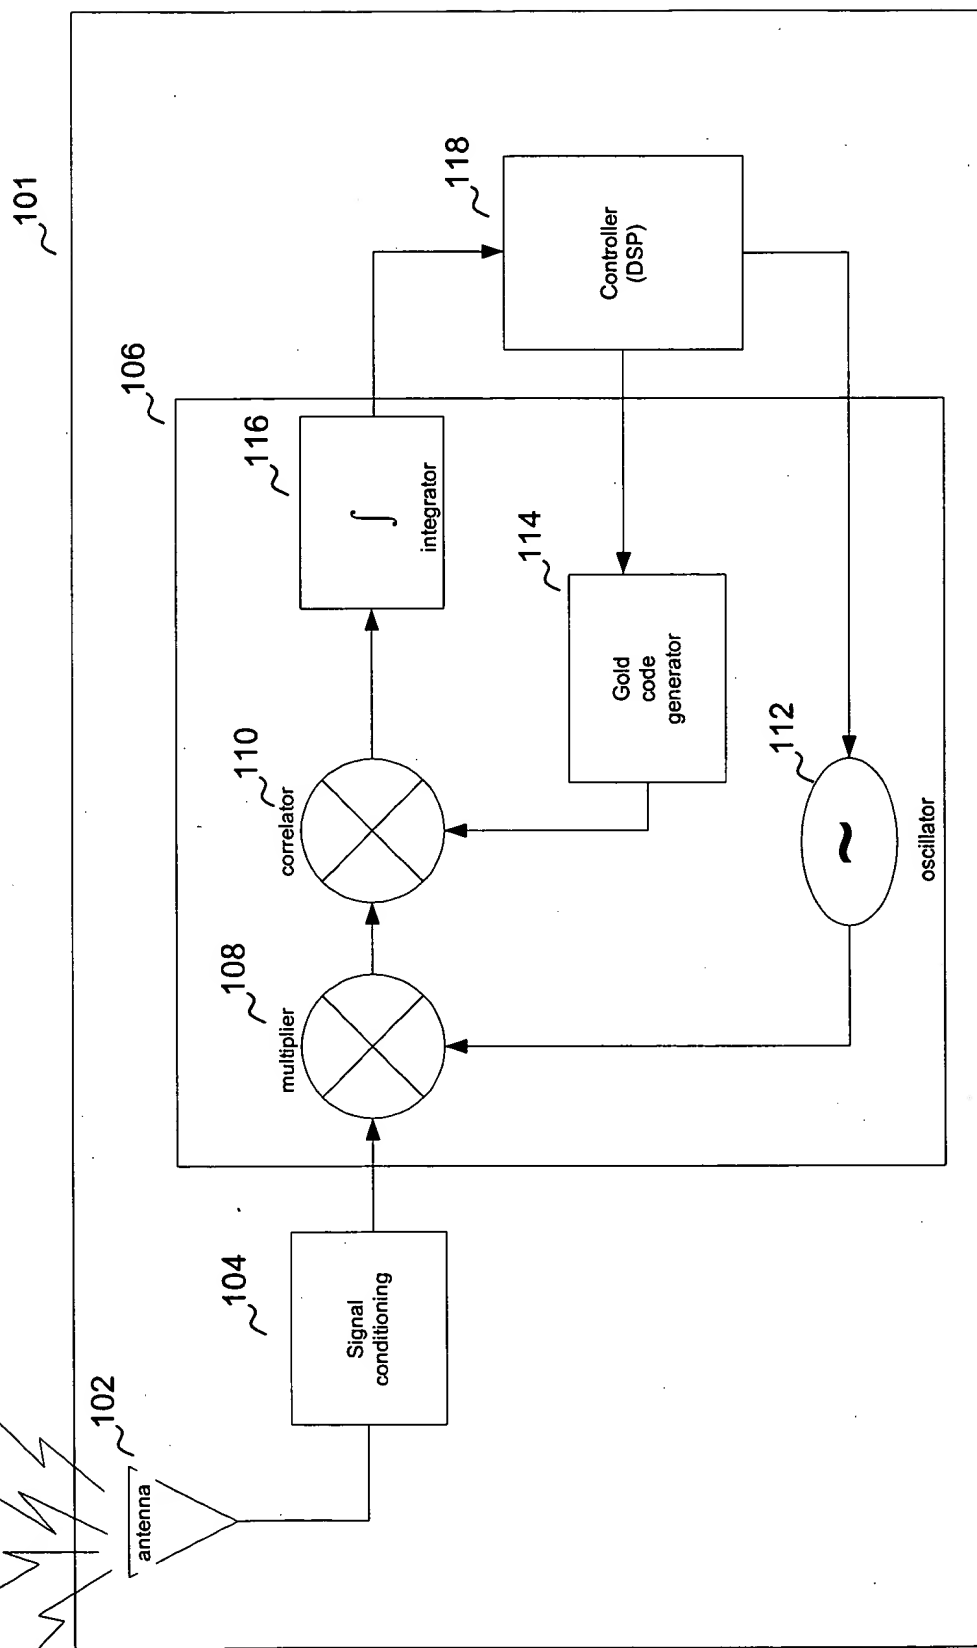 101
102
antenna
104
Signal
conditioning
106
108
multiplier
110
correlator
116
∫
integrator
118
Controller
(DSP)
114
Gold
code
generator
112
~
oscillator